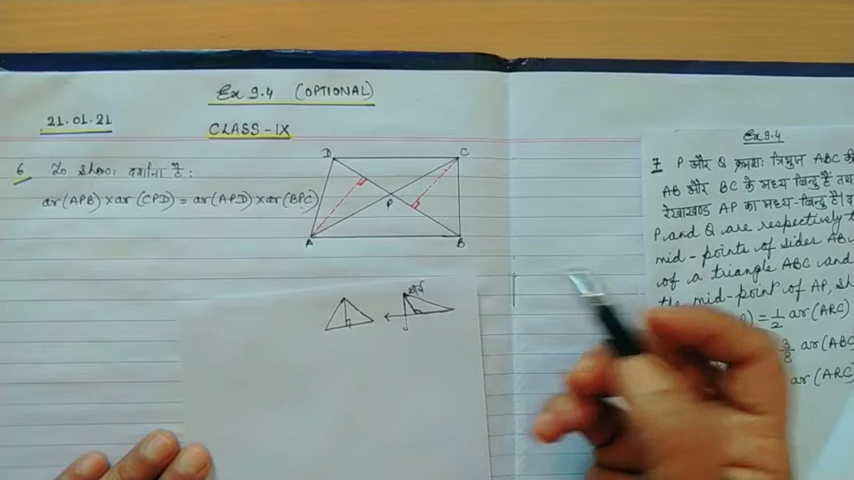 Ex 9.4 (OPTIONAL)
21.01.21
CLASS-IX
6 To show: दर्शाना है:
ar(APB) x ar(CPD) = ar(APD) x ar(BPC)
D C
P
A B
Ex 9.4
7 P और Q क्रमशः त्रिभुज ABC की
AB और BC के मध्य बिन्दु हैं तथा
रेखाखण्ड AP का मध्य-बिन्दु है।
P and Q are respectively
mid-points of sides AB
of a triangle ABC and
the mid-point of AP,
= 1/2 ar(ARC)
3/8 ar(ABC
ar(ARC)